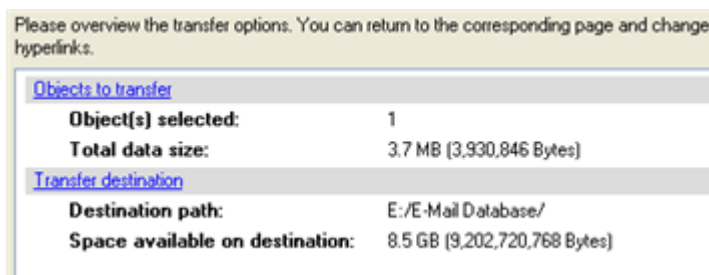 Please overview the transfer options. You can return to the corresponding page and change
hyperlinks.
Objects to transfer
Object(s) selected: 1
Total data size: 3.7 MB (3,930,846 Bytes)
Transfer destination
Destination path: E:/E-Mail Database/
Space available on destination: 8.5 GB (9,202,720,768 Bytes)